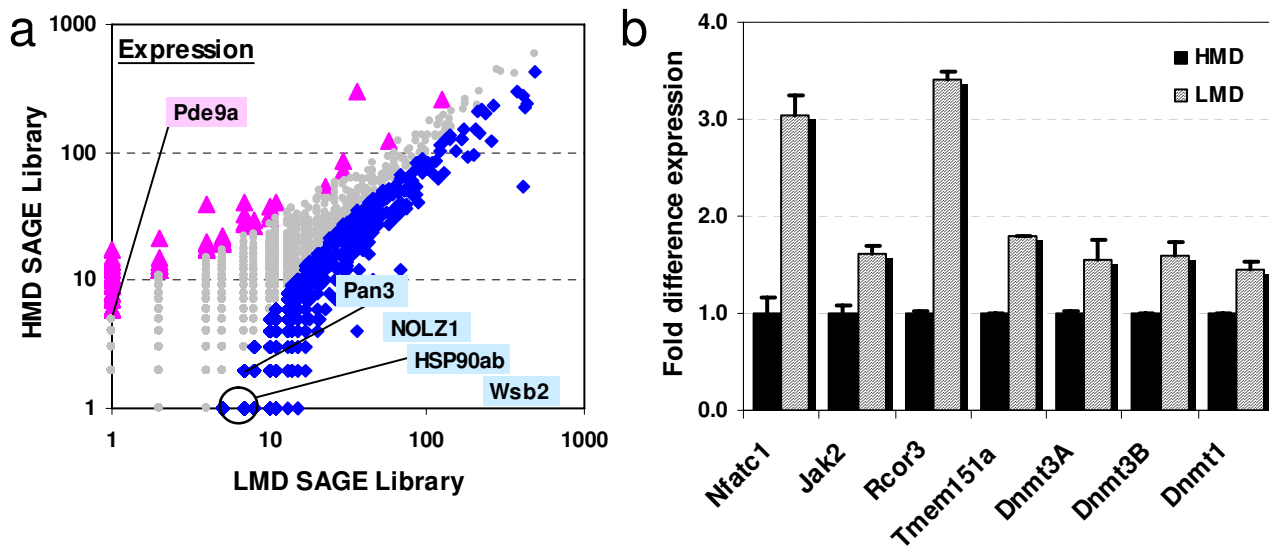 a
Expression
HMD SAGE Library
1000
100
10
1
Pde9a
Pan3
NOLZ1
HSP90ab
Wsb2
1
10
100
1000
LMD SAGE Library
b
Fold difference expression
4.0
3.0
2.0
1.0
0.0
HMD
LMD
Nfatc1
Jak2
Rcor3
Tmem151a
Dnmt3A
Dnmt3B
Dnmt1